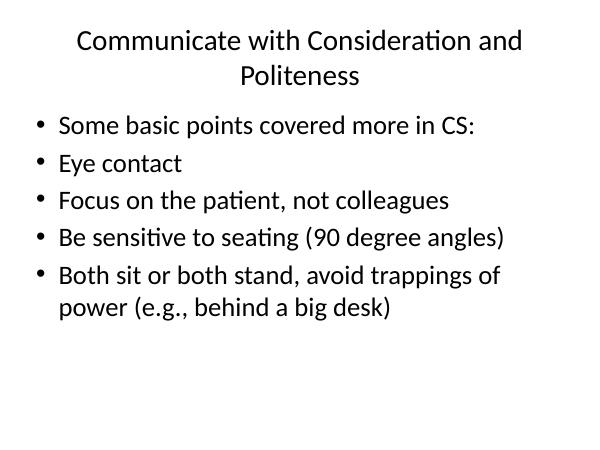 Communicate with Consideration and
Politeness
• Some basic points covered more in CS:
• Eye contact
• Focus on the patient, not colleagues
• Be sensitive to seating (90 degree angles)
• Both sit or both stand, avoid trappings of
power (e.g., behind a big desk)